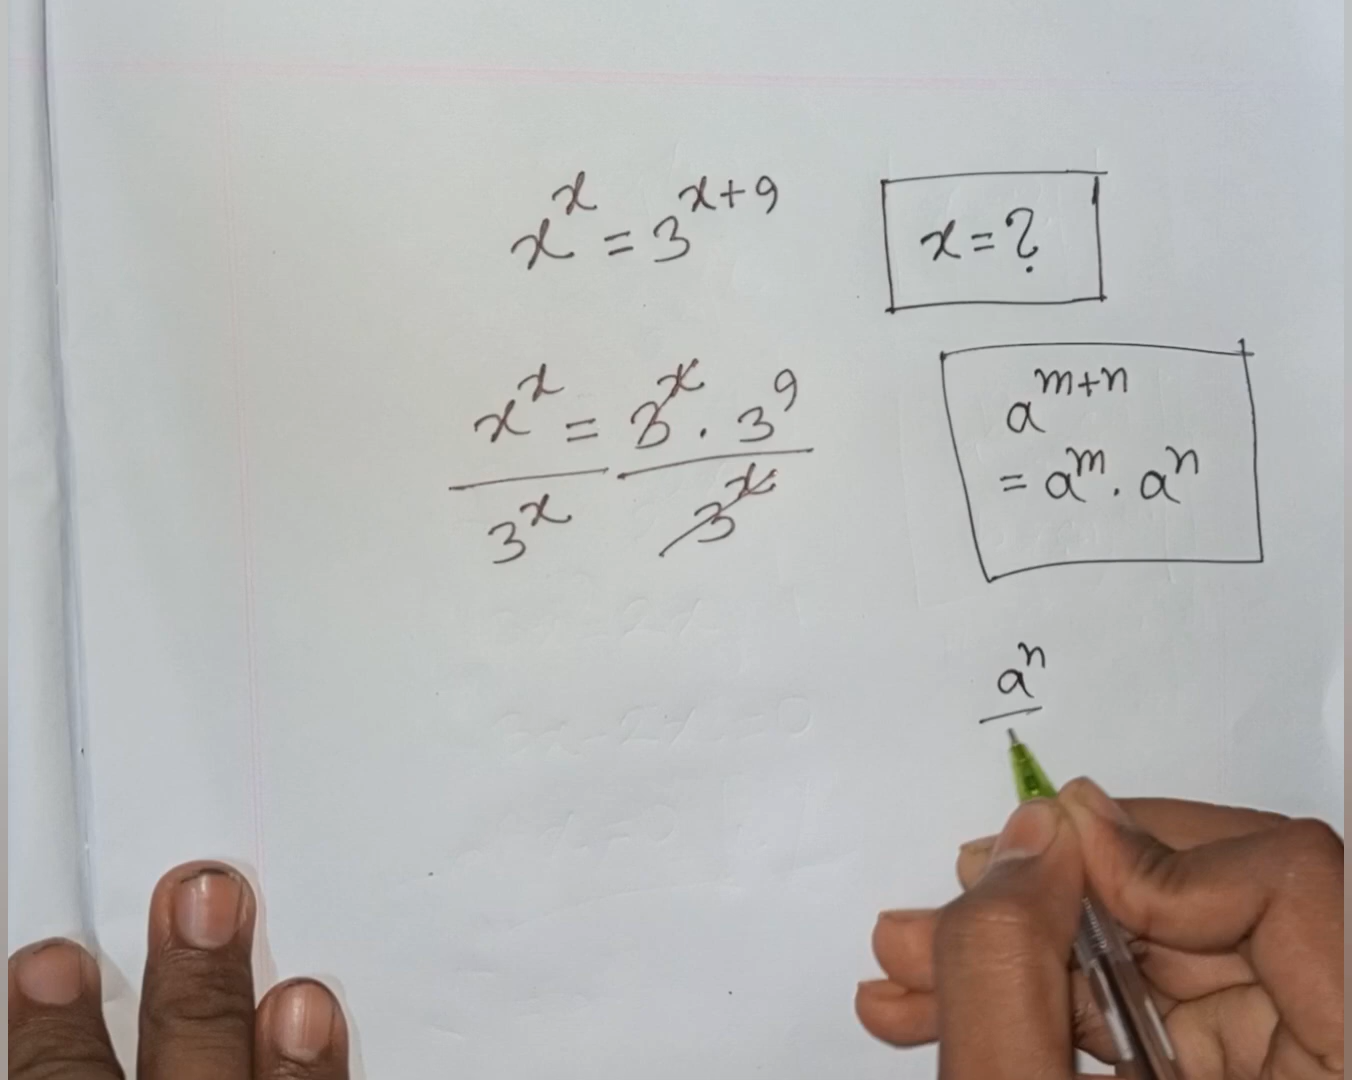 x^x = 3^{x+9}
x = ?
x^x / 3^x = 3^x · 3^9 / 3^x
a^{m+n}
= a^m · a^n
a^n